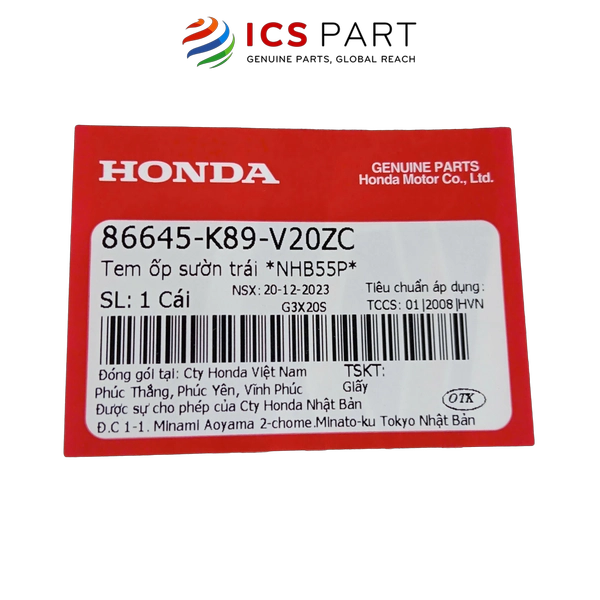 ICS PART
GENUINE PARTS, GLOBAL REACH
HONDA
GENUINE PARTS
Honda Motor Co., Ltd.
86645-K89-V20ZC
Tem ốp sườn trái *NHB55P*
SL: 1 Cái
NSX: 20-12-2023
G3X20S
Tiêu chuẩn áp dụng:
TCCS: 01|2008|HVN
Đóng gói tại: Cty Honda Việt Nam
Phúc Thắng, Phúc Yên, Vĩnh Phúc
TSKT:
Giấy
Được sự cho phép của Cty Honda Nhật Bản
Đ.C 1-1. Minami Aoyama 2-chome.Minato-ku Tokyo Nhật Bản
OTK